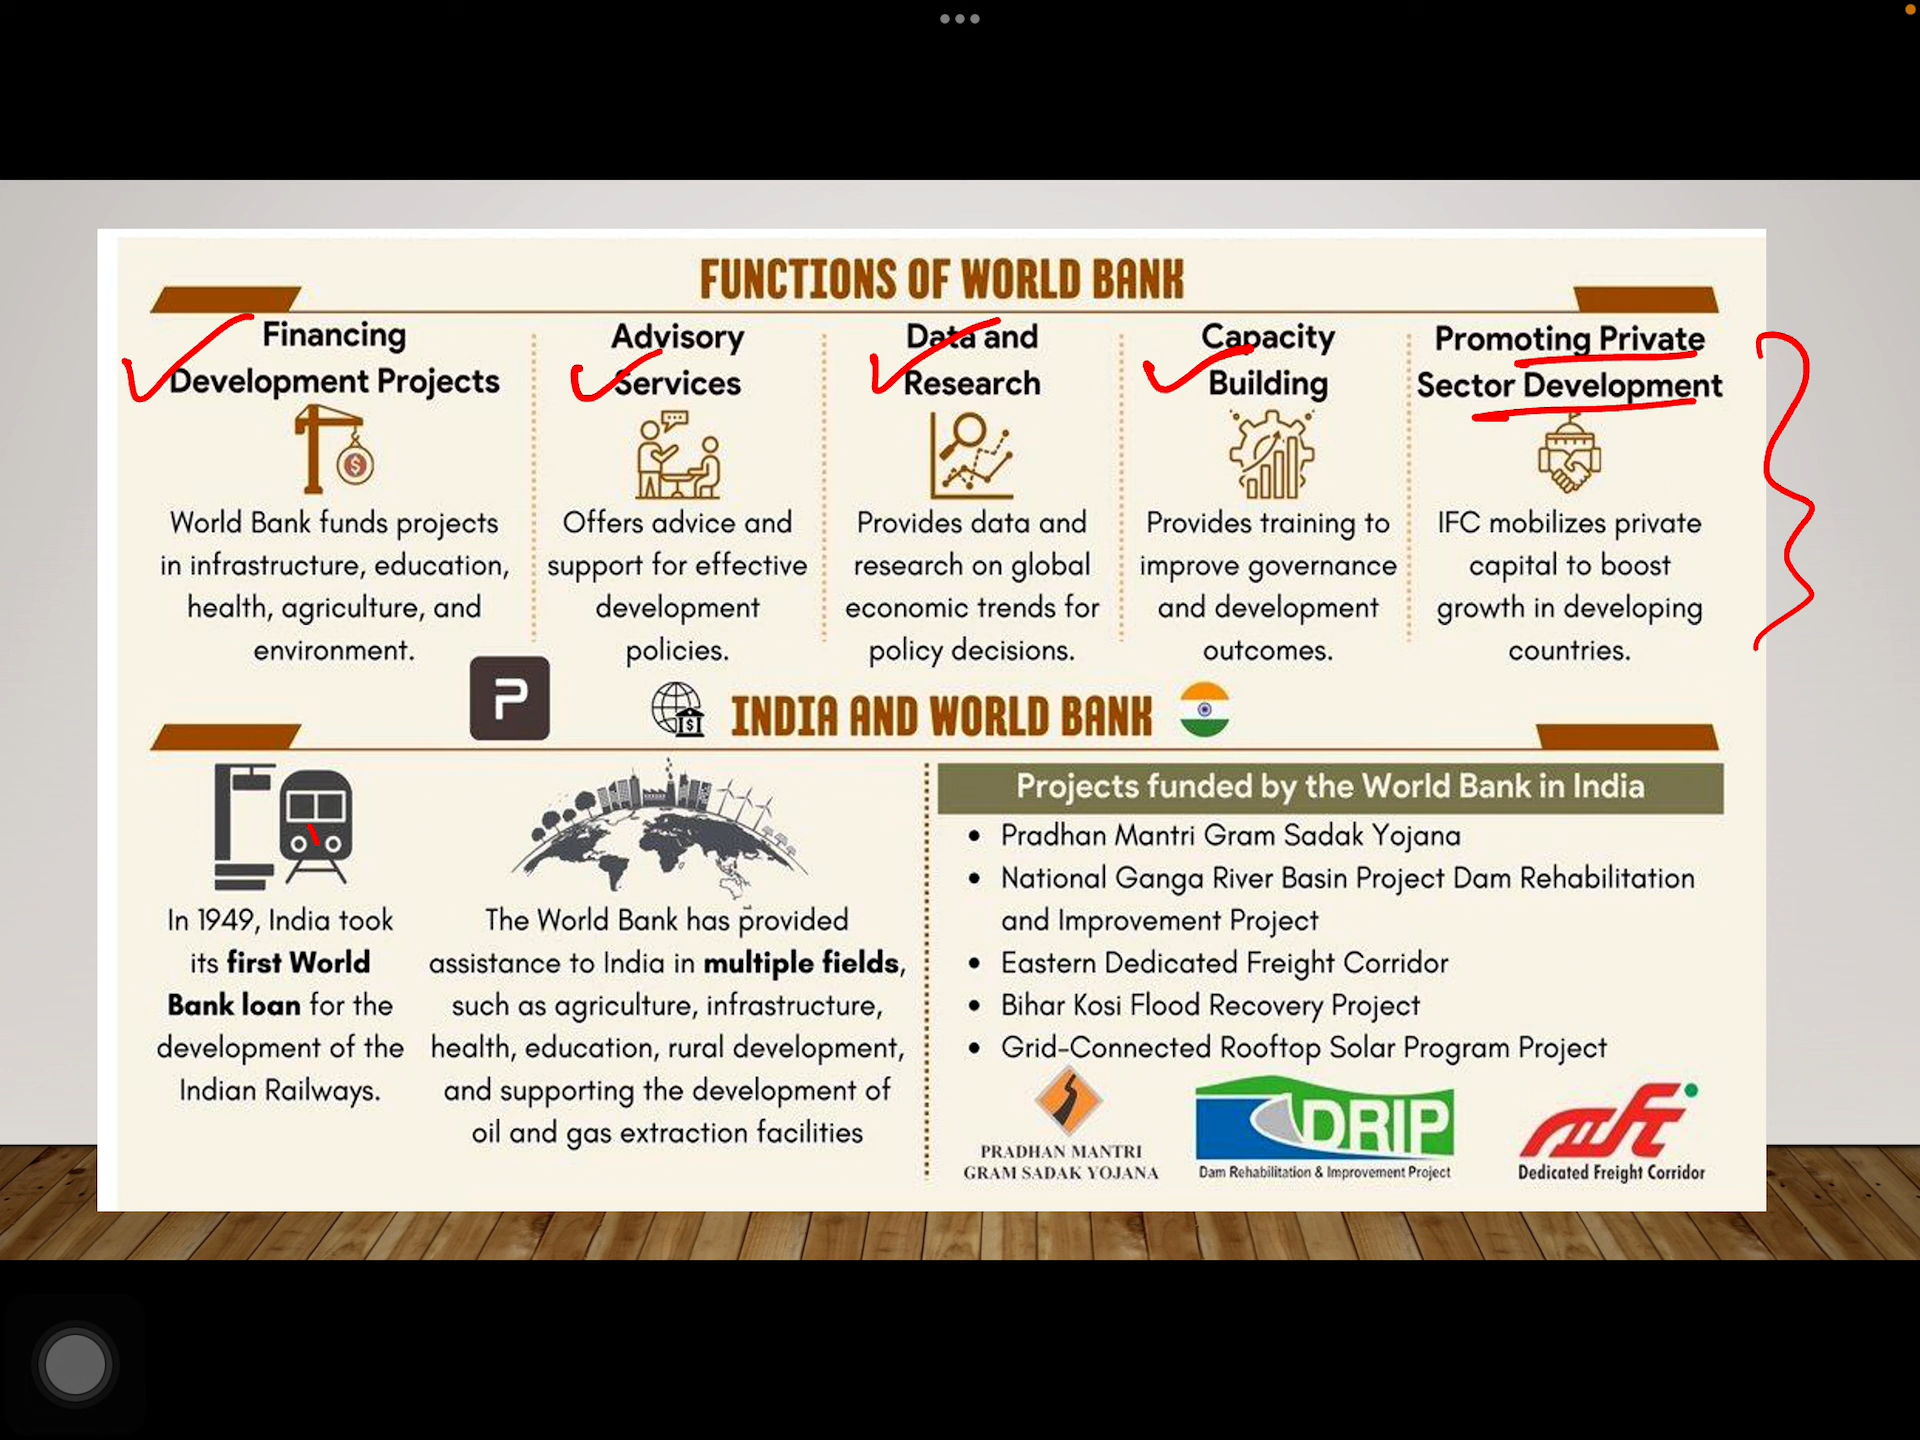 FUNCTIONS OF WORLD BANK
Financing
Development Projects
World Bank funds projects
in infrastructure, education,
health, agriculture, and
environment.
Advisory
Services
Offers advice and
support for effective
development
policies.
Data and
Research
Provides data and
research on global
economic trends for
policy decisions.
Capacity
Building
Provides training to
improve governance
and development
outcomes.
Promoting Private
Sector Development
IFC mobilizes private
capital to boost
growth in developing
countries.
P
INDIA AND WORLD BANK
In 1949, India took
its first World
Bank loan for the
development of the
Indian Railways.
The World Bank has provided
assistance to India in multiple fields,
such as agriculture, infrastructure,
health, education, rural development,
and supporting the development of
oil and gas extraction facilities
Projects funded by the World Bank in India
• Pradhan Mantri Gram Sadak Yojana
• National Ganga River Basin Project Dam Rehabilitation
and Improvement Project
• Eastern Dedicated Freight Corridor
• Bihar Kosi Flood Recovery Project
• Grid-Connected Rooftop Solar Program Project
PRADHAN MANTRI
GRAM SADAK YOJANA
DRIP
Dam Rehabilitation & Improvement Project
Dedicated Freight Corridor